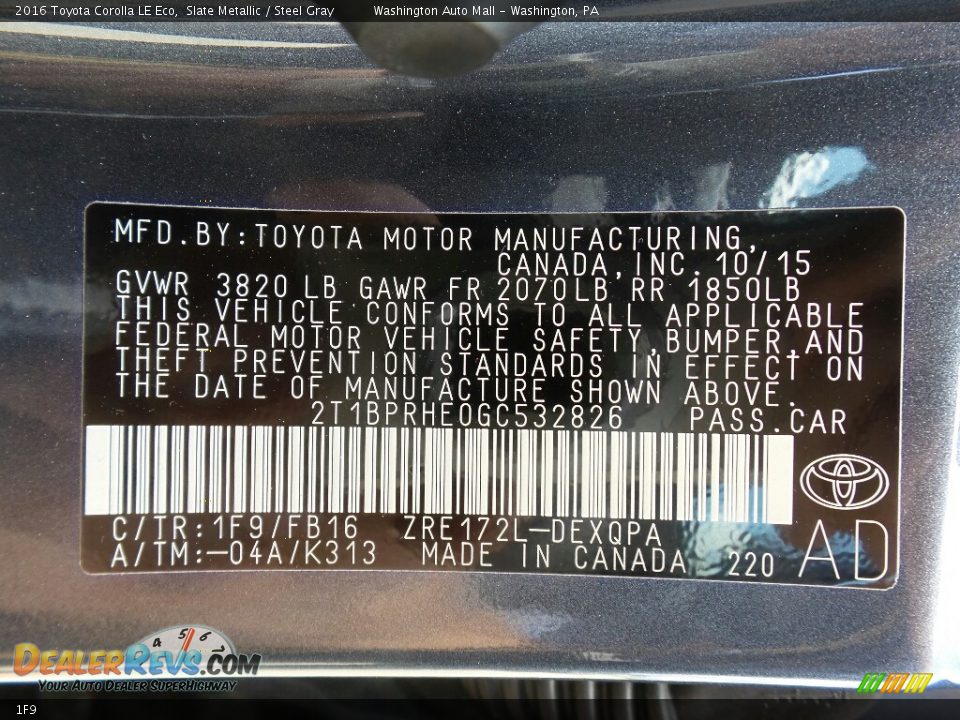 2016 Toyota Corolla LE Eco, Slate Metallic / Steel Gray Washington Auto Mall - Washington, PA
MFD.BY:TOYOTA MOTOR MANUFACTURING,
CANADA,INC. 10/15
GVWR 3820 LB GAWR FR 2070LB RR 1850LB
THIS VEHICLE CONFORMS TO ALL APPLICABLE
FEDERAL MOTOR VEHICLE SAFETY,BUMPER,AND
THEFT PREVENTION STANDARDS IN EFFECT ON
THE DATE OF MANUFACTURE SHOWN ABOVE.
2T1BPRHE0GC532826 PASS.CAR
C/TR:1F9/FB16 ZRE172L-DEXQPA
A/TM:-04A/K313 MADE IN CANADA 220 AD
4 5 6 7
DEALERREVS.COM
YOUR AUTO DEALER SUPERHIGHWAY
1F9